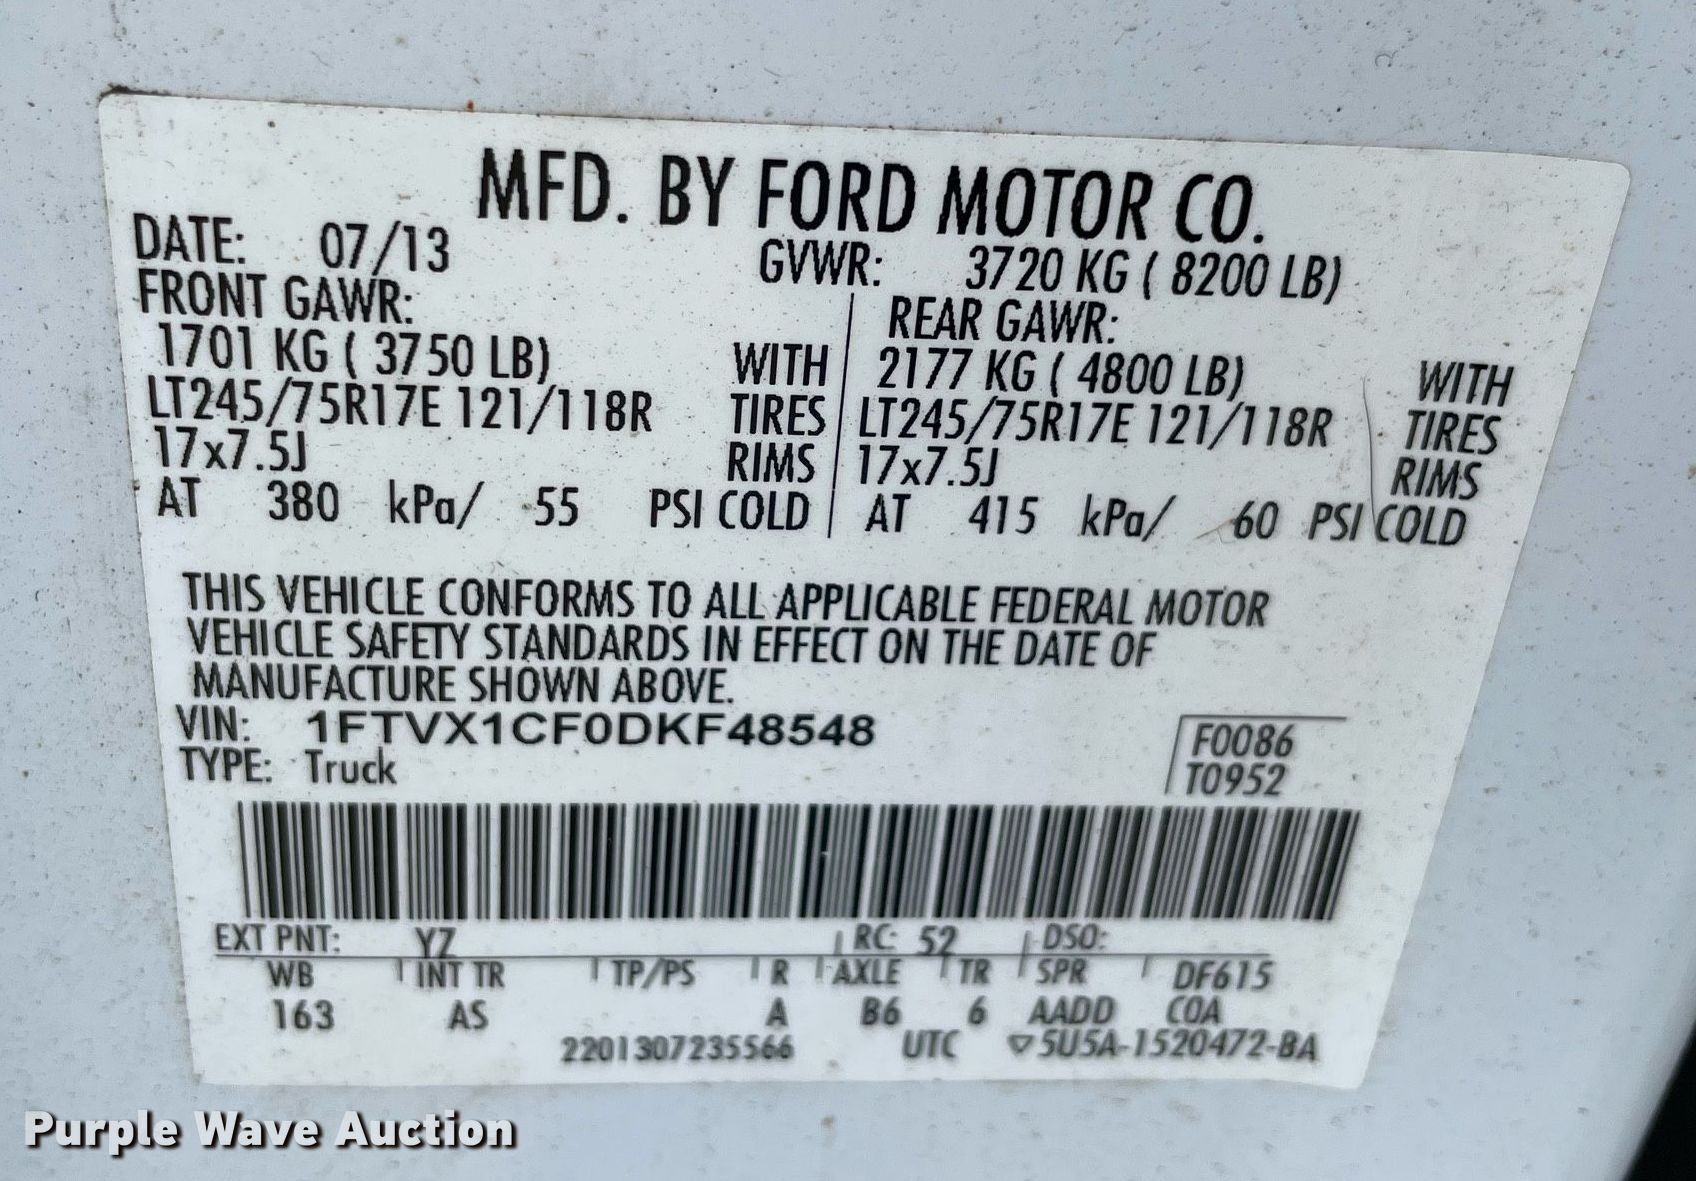 MFD. BY FORD MOTOR CO.
DATE: 07/13
GVWR: 3720 KG ( 8200 LB)
FRONT GAWR:
1701 KG ( 3750 LB) WITH
LT245/75R17E 121/118R TIRES
17x7.5J RIMS
AT 380 kPa/ 55 PSI COLD
REAR GAWR:
2177 KG ( 4800 LB) WITH
LT245/75R17E 121/118R TIRES
17x7.5J RIMS
AT 415 kPa/ 60 PSI COLD
THIS VEHICLE CONFORMS TO ALL APPLICABLE FEDERAL MOTOR
VEHICLE SAFETY STANDARDS IN EFFECT ON THE DATE OF
MANUFACTURE SHOWN ABOVE.
VIN: 1FTVX1CF0DKF48548
TYPE: Truck
F0086
T0952
EXT PNT: YZ RC: 52 DSO:
WB INT TR TP/PS R AXLE TR SPR DF615
163 AS A B6 6 AADD COA
2201307235566 UTC ▽5U5A-1520472-BA
Purple Wave Auction